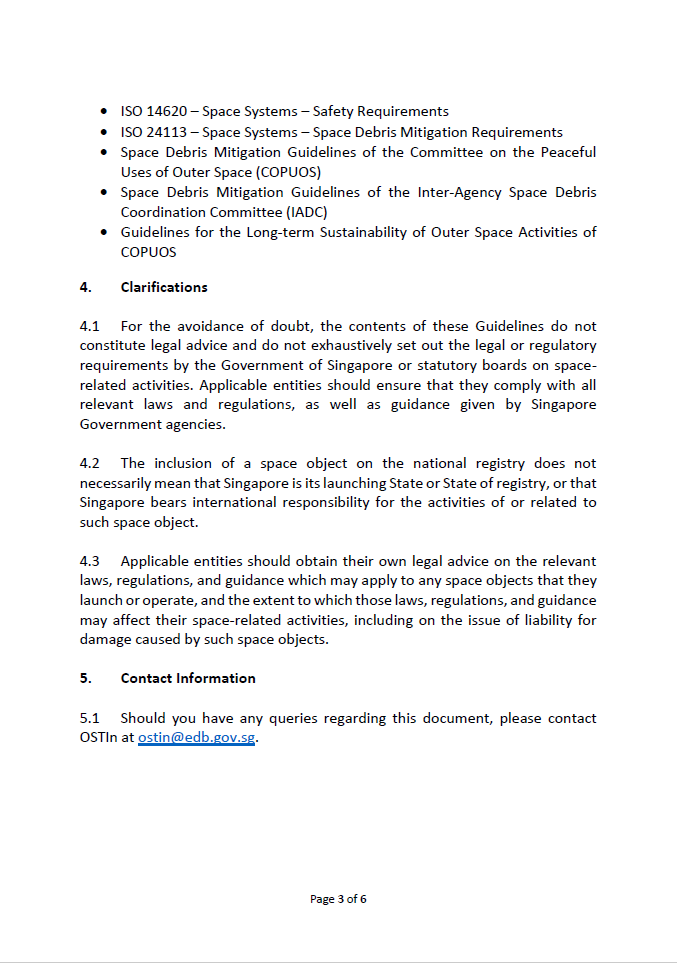 • ISO 14620 – Space Systems – Safety Requirements
• ISO 24113 – Space Systems – Space Debris Mitigation Requirements
• Space Debris Mitigation Guidelines of the Committee on the Peaceful
Uses of Outer Space (COPUOS)
• Space Debris Mitigation Guidelines of the Inter-Agency Space Debris
Coordination Committee (IADC)
• Guidelines for the Long-term Sustainability of Outer Space Activities of
COPUOS
4. Clarifications
4.1 For the avoidance of doubt, the contents of these Guidelines do not
constitute legal advice and do not exhaustively set out the legal or regulatory
requirements by the Government of Singapore or statutory boards on space-
related activities. Applicable entities should ensure that they comply with all
relevant laws and regulations, as well as guidance given by Singapore
Government agencies.
4.2 The inclusion of a space object on the national registry does not
necessarily mean that Singapore is its launching State or State of registry, or that
Singapore bears international responsibility for the activities of or related to
such space object.
4.3 Applicable entities should obtain their own legal advice on the relevant
laws, regulations, and guidance which may apply to any space objects that they
launch or operate, and the extent to which those laws, regulations, and guidance
may affect their space-related activities, including on the issue of liability for
damage caused by such space objects.
5. Contact Information
5.1 Should you have any queries regarding this document, please contact
OSTIn at ostin@edb.gov.sg.
Page 3 of 6